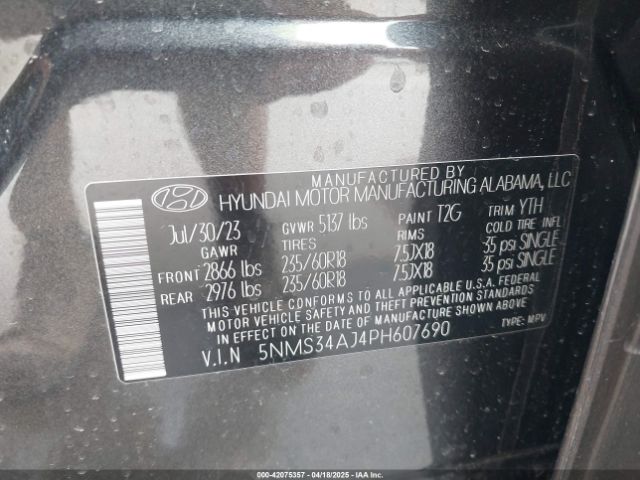 MANUFACTURED BY
HYUNDAI MOTOR MANUFACTURING ALABAMA, LLC
Jul/30/23 GVWR 5137 lbs PAINT T2G TRIM YTH
GAWR TIRES RIMS COLD TIRE INFL
FRONT 2866 lbs 235/60R18 7.5JX18 35 psi SINGLE
REAR 2976 lbs 235/60R18 7.5JX18 35 psi SINGLE
THIS VEHICLE CONFORMS TO ALL APPLICABLE U.S.A. FEDERAL
MOTOR VEHICLE SAFETY AND THEFT PREVENTION STANDARDS
IN EFFECT ON THE DATE OF MANUFACTURE SHOWN ABOVE
V.I.N 5NMS34AJ4PH607690 TYPE: MPV
000-42075357 - 04/18/2025 - IAAI.COM